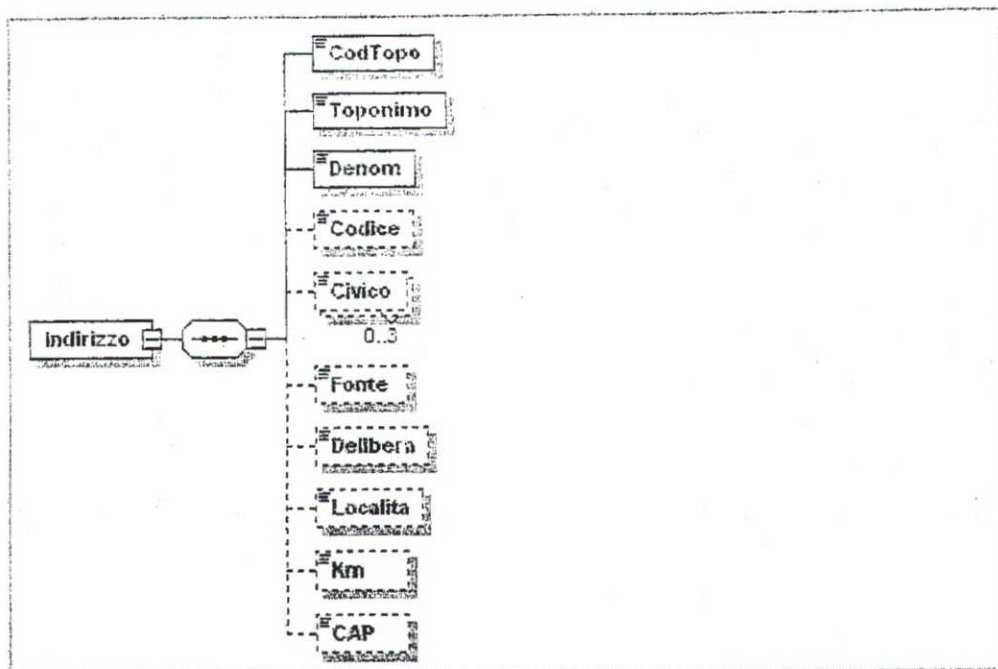 CodTopo
Toponimo
Denom
Codice
Civico
0..3
Indirizzo
Fonte
Delibera
Localita
Km
CAP